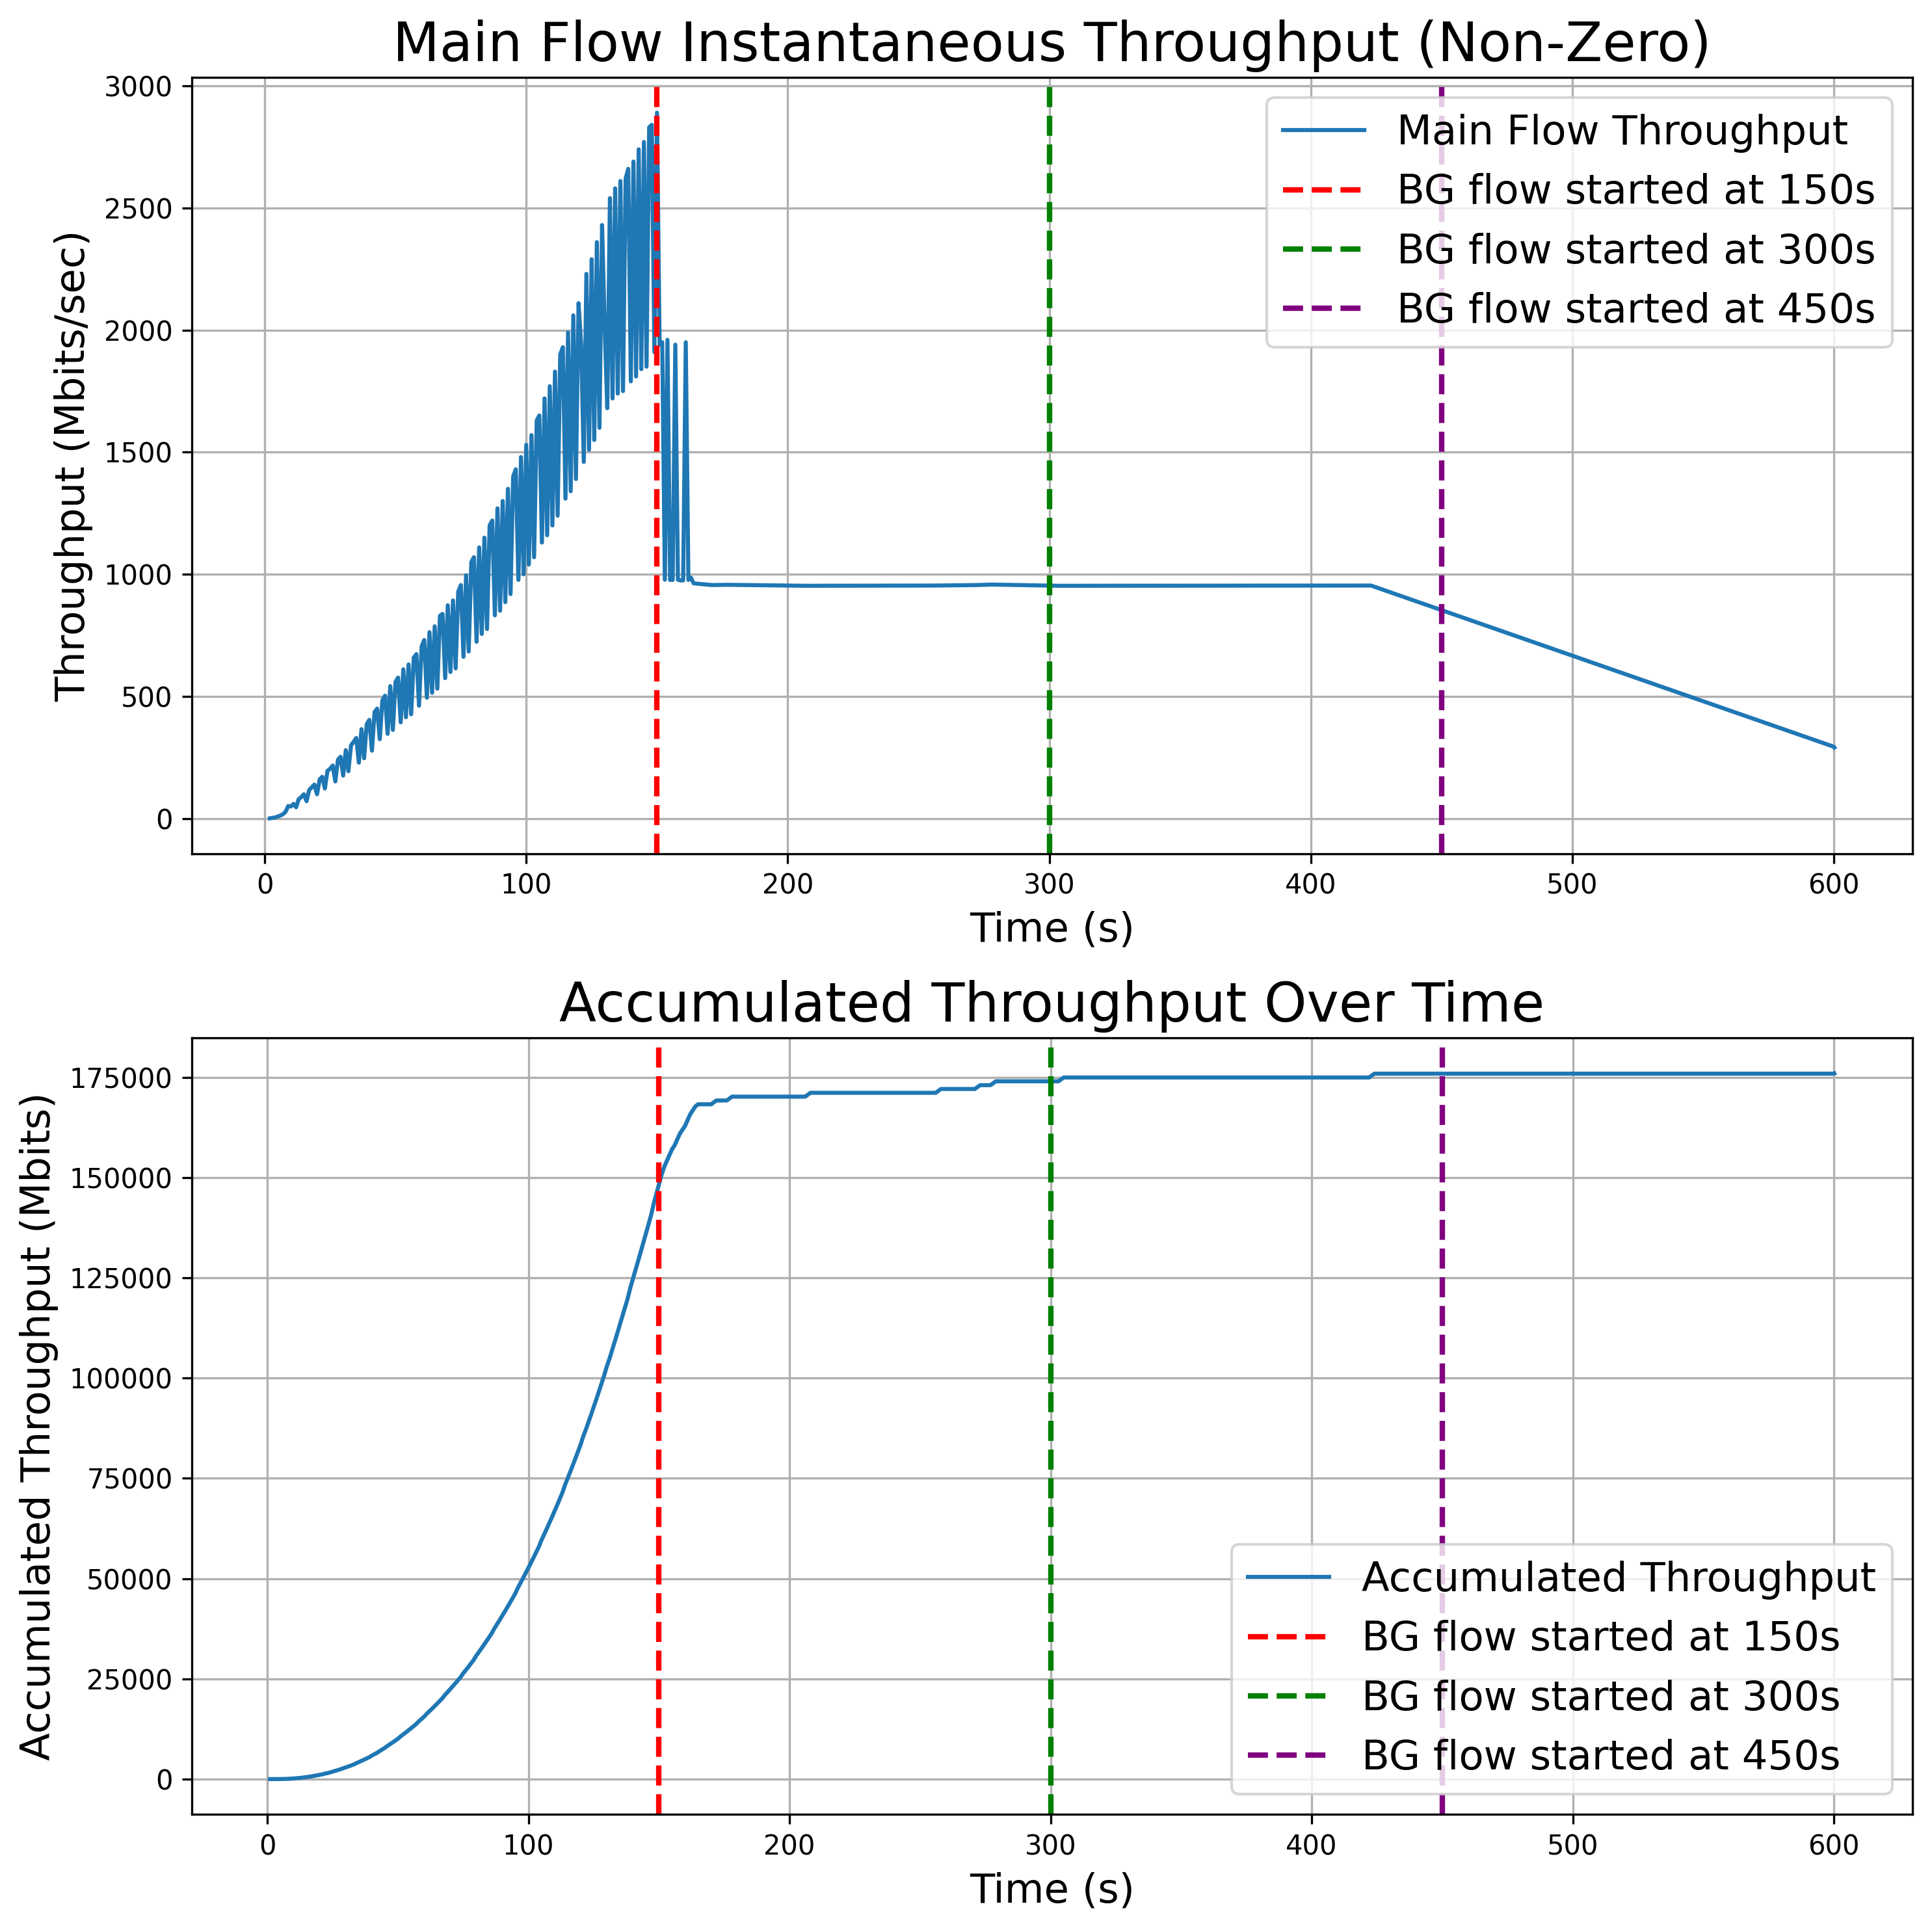 Main Flow Instantaneous Throughput (Non-Zero)
3000
2500
2000
1500
1000
500
0
Throughput (Mbits/sec)
Main Flow Throughput
BG flow started at 150s
BG flow started at 300s
BG flow started at 450s
0 100 200 300 400 500 600
Time (s)
Accumulated Throughput Over Time
175000
150000
125000
100000
75000
50000
25000
0
Accumulated Throughput (Mbits)
Accumulated Throughput
BG flow started at 150s
BG flow started at 300s
BG flow started at 450s
0 100 200 300 400 500 600
Time (s)